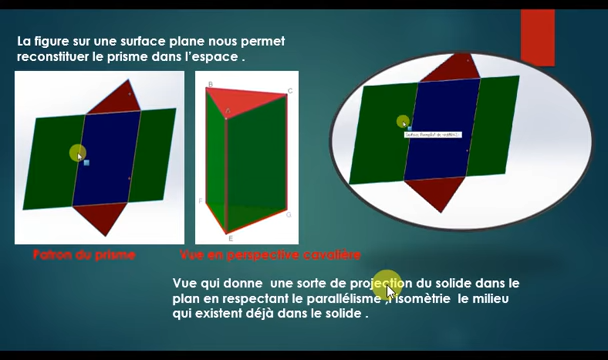 La figure sur une surface plane nous permet
reconstituer le prisme dans l'espace .
B
C
A
F
G
E
Patron du prisme
Vue en perspective cavalière
Vue qui donne une sorte de projection du solide dans le
plan en respectant le parallélisme , l'isomètrie le milieu
qui existent déjà dans le solide .